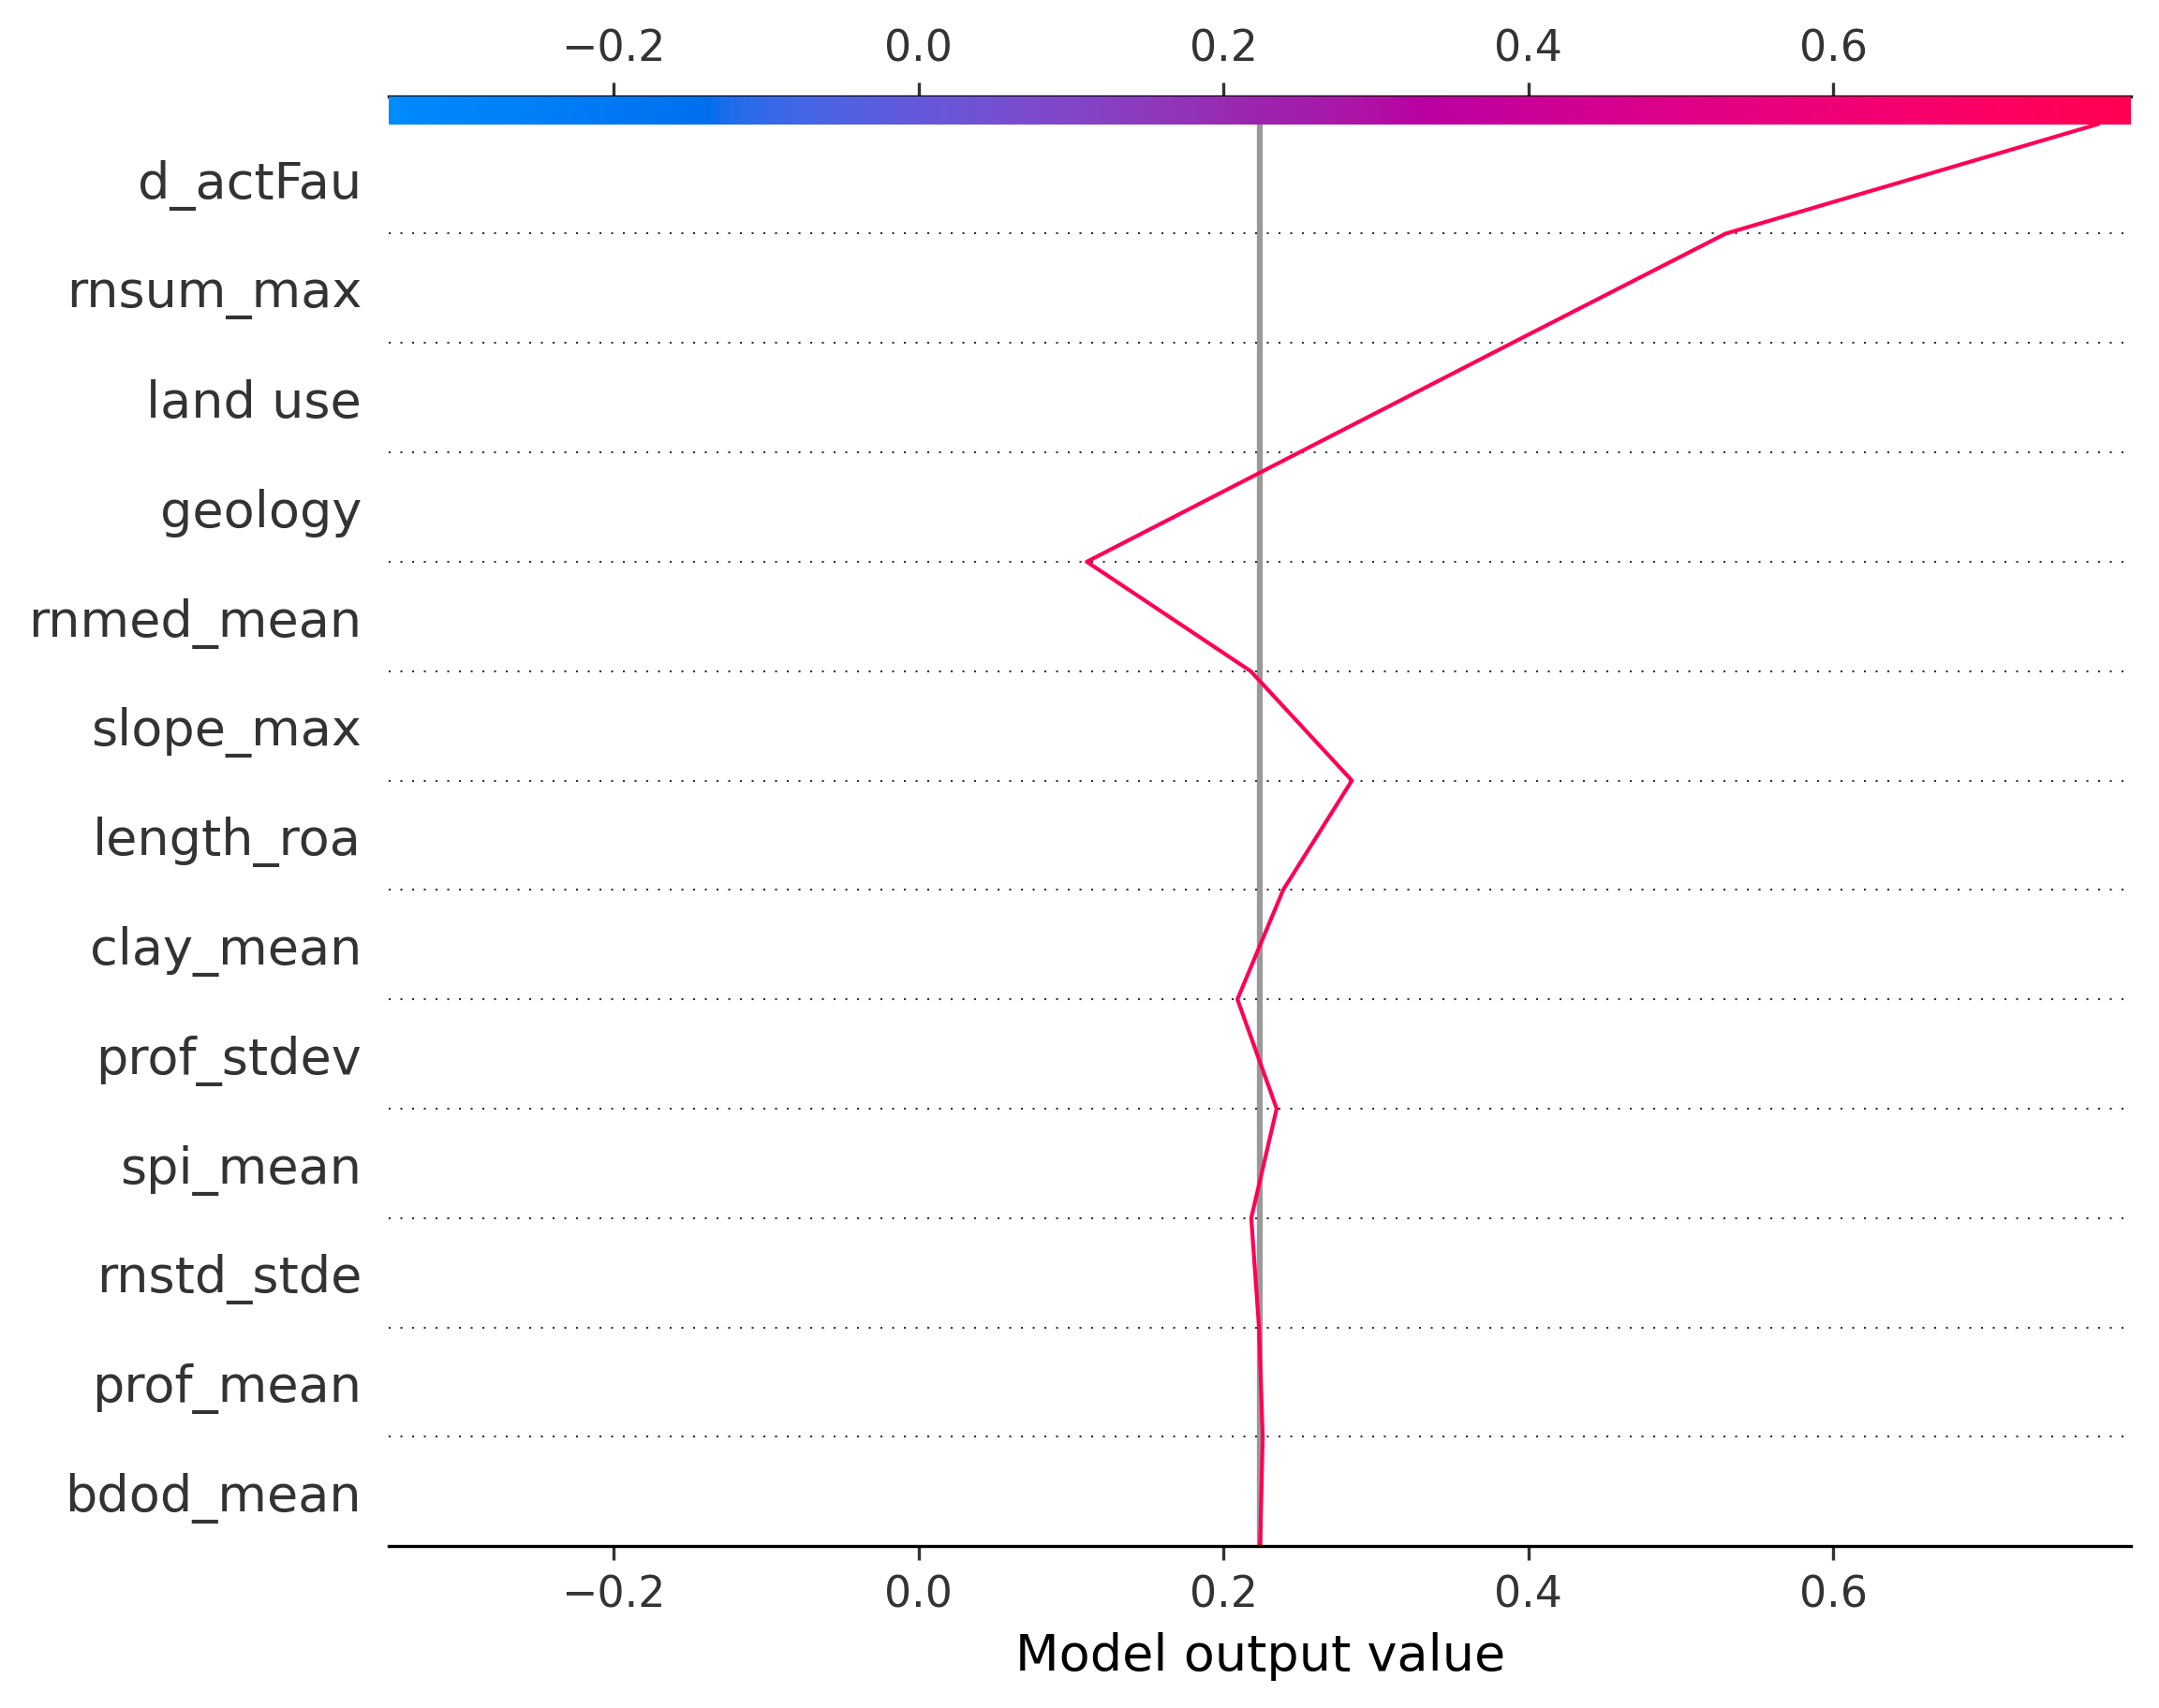 −0.2 0.0 0.2 0.4 0.6
d_actFau
rnsum_max
land use
geology
rnmed_mean
slope_max
length_roa
clay_mean
prof_stdev
spi_mean
rnstd_stde
prof_mean
bdod_mean
−0.2 0.0 0.2 0.4 0.6
Model output value